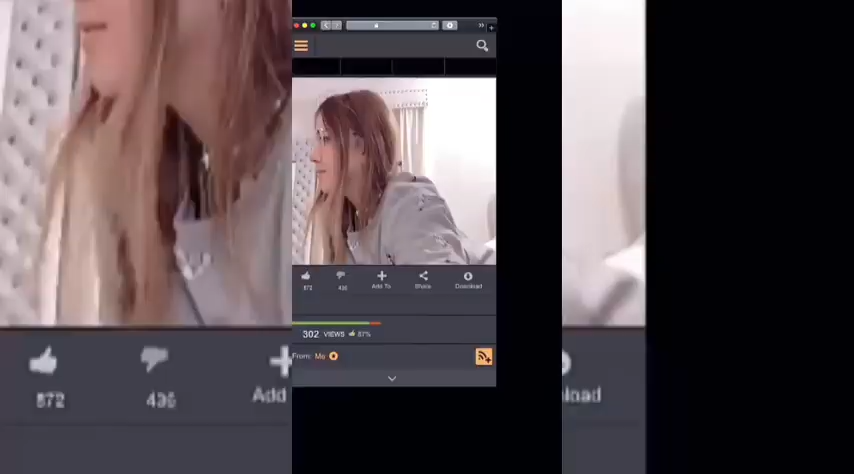 872
436
Add To
Share
Download
302 VIEWS 87%
From: Me
872
436
Add
load